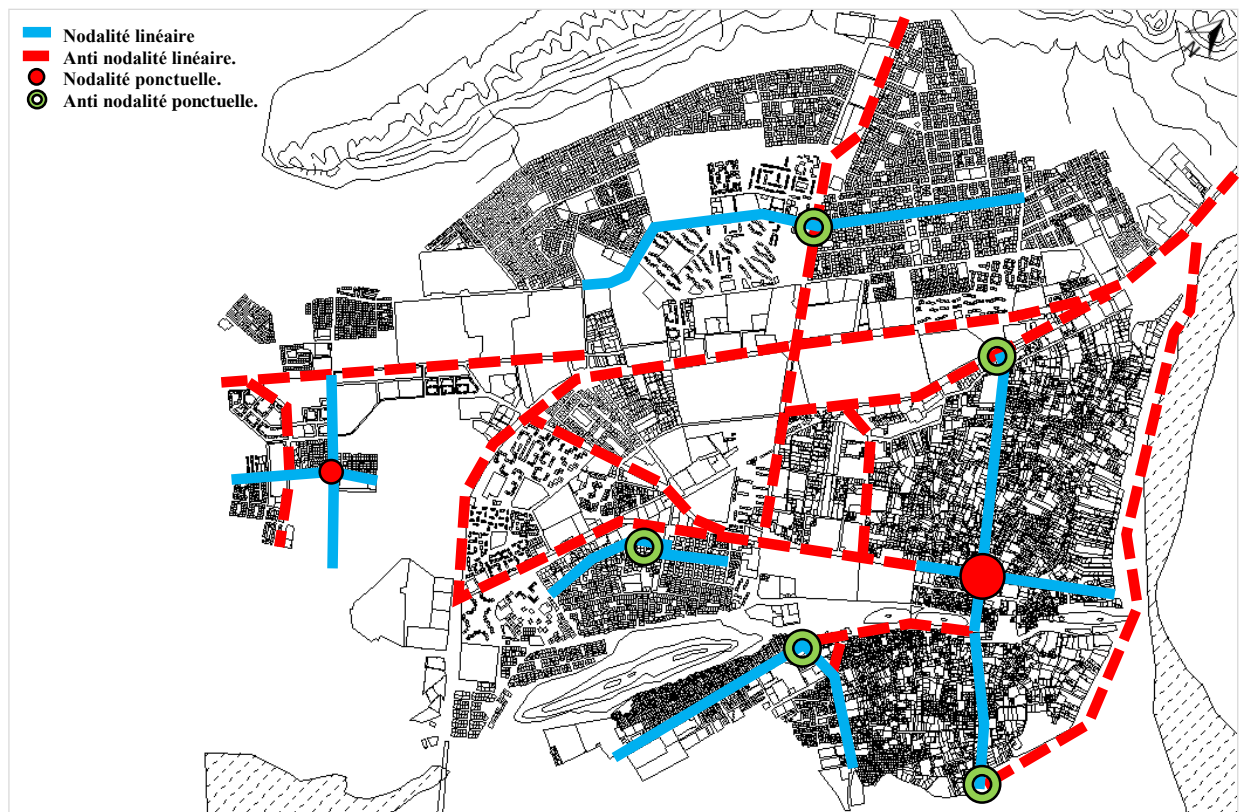 Nodalité linéaire
Anti nodalité linéaire.
Nodalité ponctuelle.
Anti nodalité ponctuelle.
N